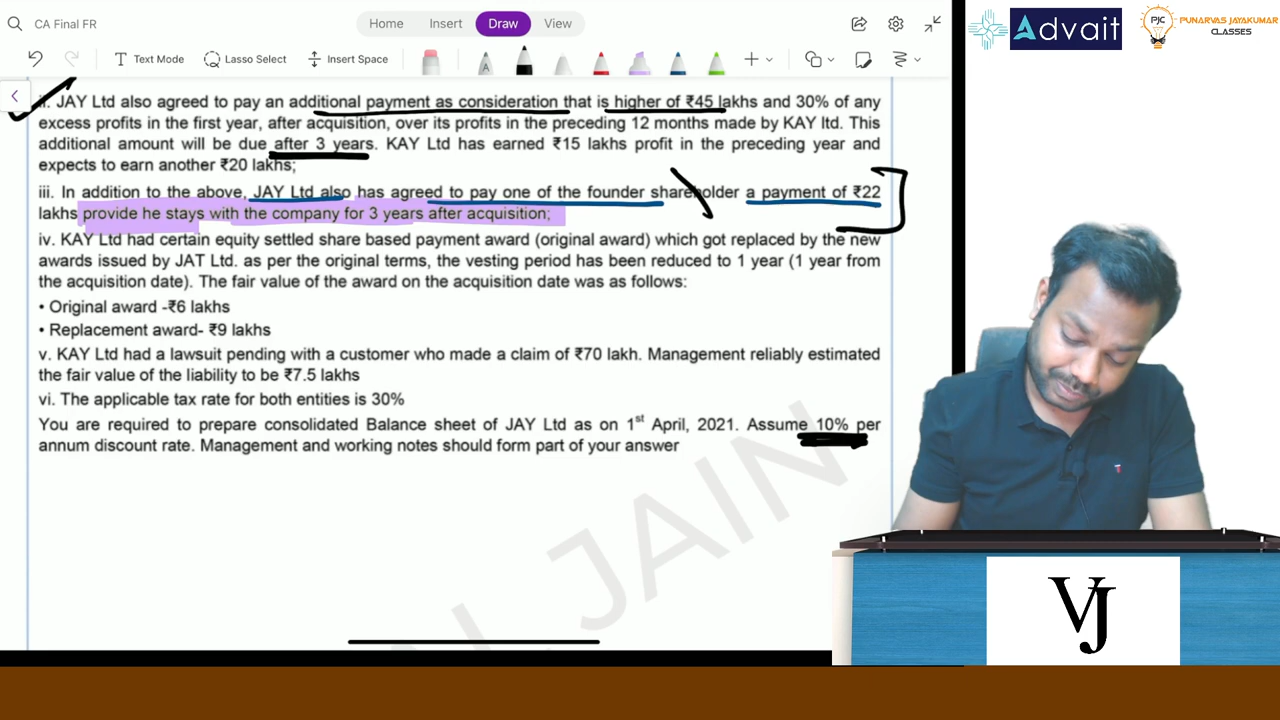 CA Final FR
Home Insert Draw View
Advait
PJC PUNARVAS JAYAKUMAR
CLASSES
Text Mode Lasso Select Insert Space
A
ii. JAY Ltd also agreed to pay an additional payment as consideration that is higher of ₹45 lakhs and 30% of any
excess profits in the first year, after acquisition, over its profits in the preceding 12 months made by KAY ltd. This
additional amount will be due after 3 years. KAY Ltd has earned ₹15 lakhs profit in the preceding year and
expects to earn another ₹20 lakhs;
iii. In addition to the above, JAY Ltd also has agreed to pay one of the founder shareholder a payment of ₹22
lakhs provide he stays with the company for 3 years after acquisition;
iv. KAY Ltd had certain equity settled share based payment award (original award) which got replaced by the new
awards issued by JAT Ltd. as per the original terms, the vesting period has been reduced to 1 year (1 year from
the acquisition date). The fair value of the award on the acquisition date was as follows:
• Original award -₹6 lakhs
• Replacement award- ₹9 lakhs
v. KAY Ltd had a lawsuit pending with a customer who made a claim of ₹70 lakh. Management reliably estimated
the fair value of the liability to be ₹7.5 lakhs
vi. The applicable tax rate for both entities is 30%
You are required to prepare consolidated Balance sheet of JAY Ltd as on 1st April, 2021. Assume 10% per
annum discount rate. Management and working notes should form part of your answer
JAIN
VJ